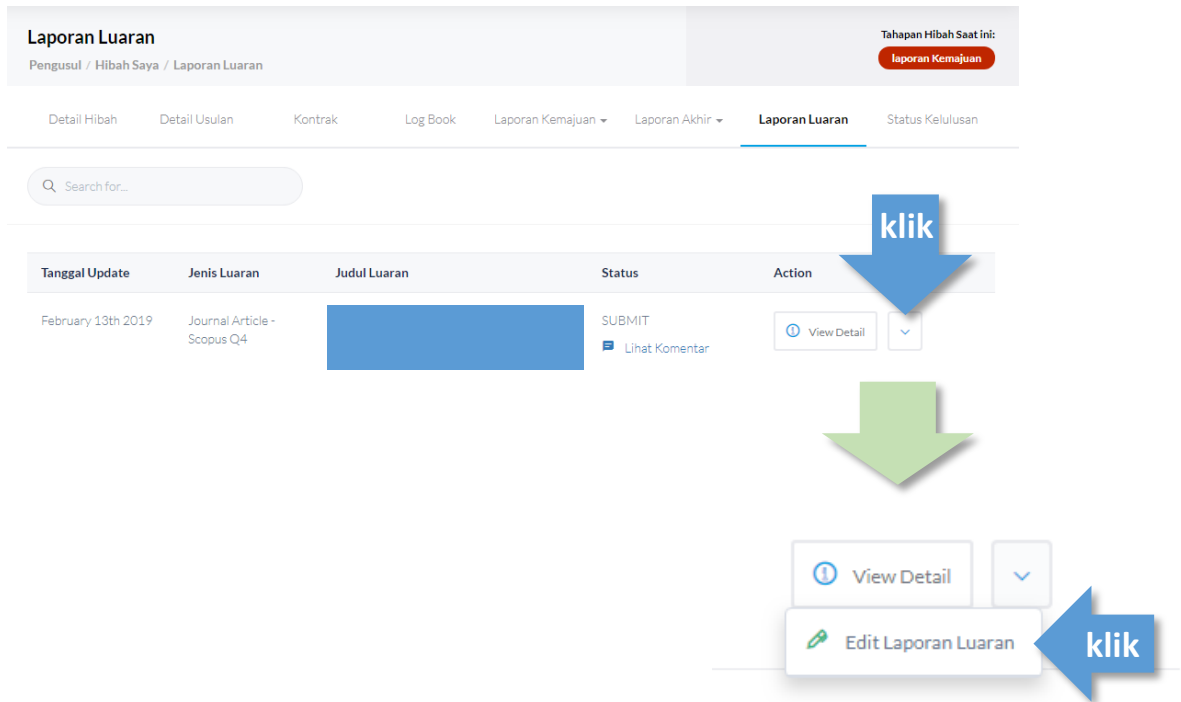 Laporan Luaran
Tahapan Hibah Saat ini:
Pengusul / Hibah Saya / Laporan Luaran
laporan Kemajuan
Detail Hibah Detail Usulan Kontrak Log Book Laporan Kemajuan Laporan Akhir Laporan Luaran Status Kelulusan
Search for...
klik
Tanggal Update Jenis Luaran Judul Luaran Status Action
February 13th 2019 Journal Article - SUBMIT
Scopus Q4 Lihat Komentar View Detail
View Detail
Edit Laporan Luaran
klik